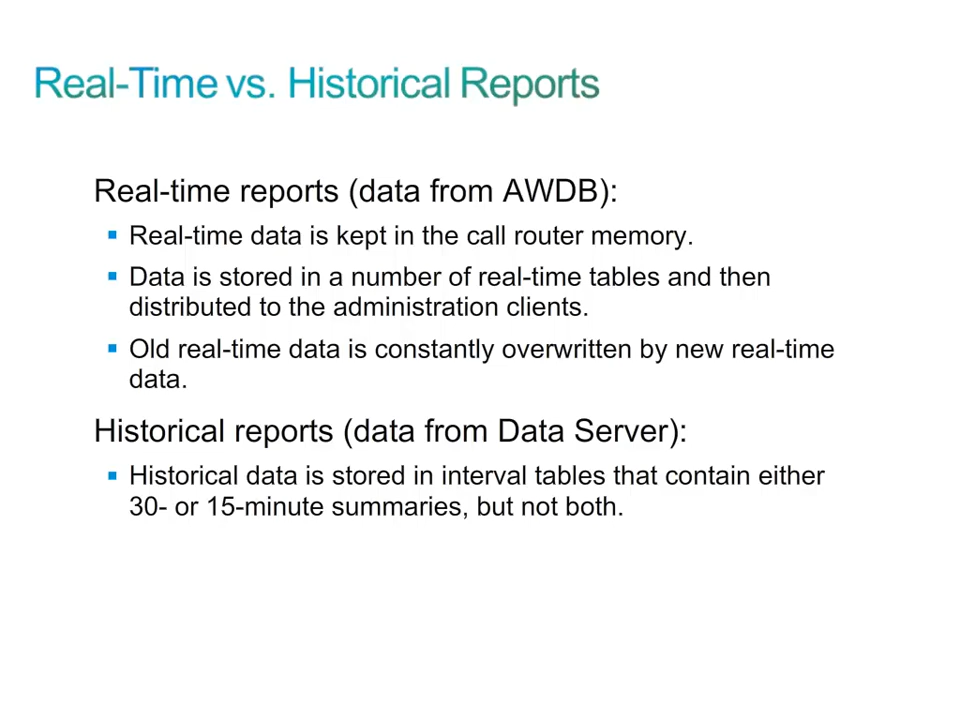 Real-Time vs. Historical Reports
Real-time reports (data from AWDB):
▪ Real-time data is kept in the call router memory.
▪ Data is stored in a number of real-time tables and then
distributed to the administration clients.
▪ Old real-time data is constantly overwritten by new real-time
data.
Historical reports (data from Data Server):
▪ Historical data is stored in interval tables that contain either
30- or 15-minute summaries, but not both.